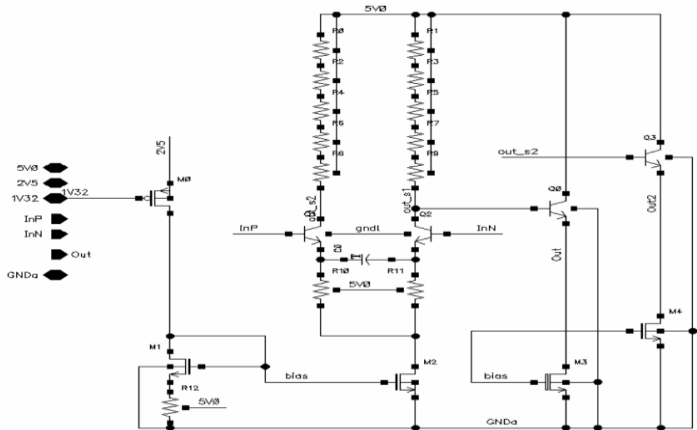 5V0
R0 R1
R2 R3
R4 R5
R6 R7
R8 R9
2V5
M0
Q3
out_s2
5V0
2V5
1V32
1V32
InP
InN
Out
GNDa
out_s1
Q2
Q0
Out2
InP
gndl
InN
C0
R10
R11
5V0
Out
M4
M1
M2
M3
bias
bias
R12
5V0
GNDa